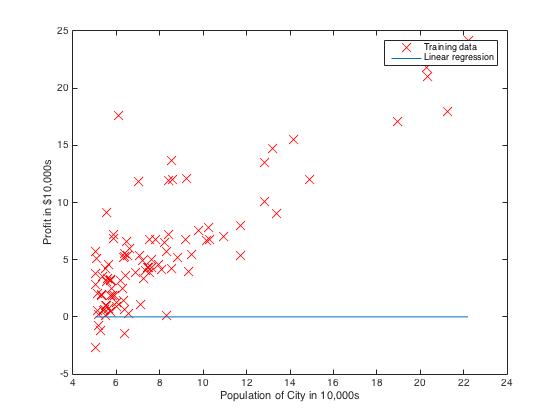 25
20
15
10
5
0
-5
Profit in $10,000s
Training data
Linear regression
4 6 8 10 12 14 16 18 20 22 24
Population of City in 10,000s